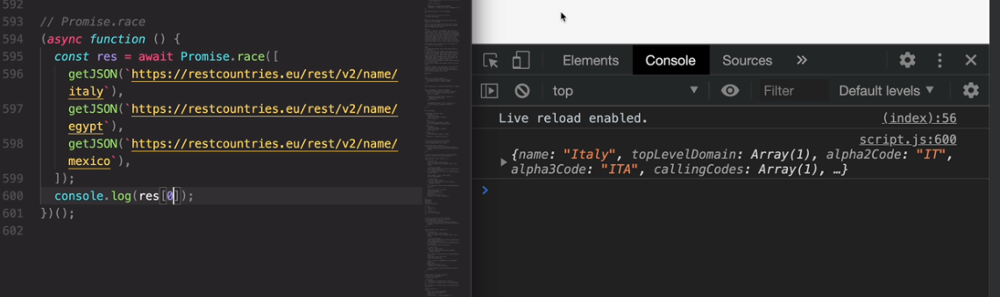 592
593 // Promise.race
594 (async function () {
595 const res = await Promise.race([
596 getJSON(`https://restcountries.eu/rest/v2/name/
italy`),
597 getJSON(`https://restcountries.eu/rest/v2/name/
egypt`),
598 getJSON(`https://restcountries.eu/rest/v2/name/
mexico`),
599 ]);
600 console.log(res[0]);
601 })();
602
Elements Console Sources »
top Filter Default levels
Live reload enabled. (index):56
script.js:600
{name: "Italy", topLevelDomain: Array(1), alpha2Code: "IT",
alpha3Code: "ITA", callingCodes: Array(1), …}